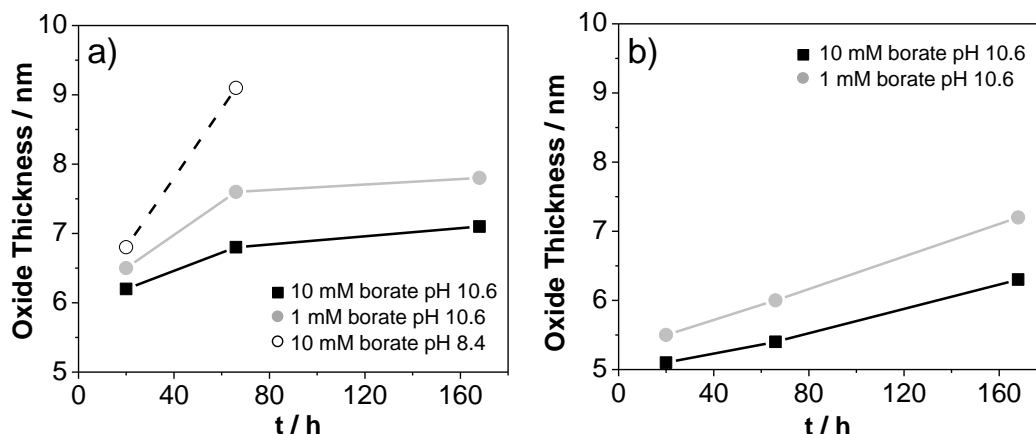 a)
Oxide Thickness / nm
10
9
8
7
6
5
10 mM borate pH 10.6
1 mM borate pH 10.6
10 mM borate pH 8.4
0 40 80 120 160
t / h
b)
Oxide Thickness / nm
10
9
8
7
6
5
10 mM borate pH 10.6
1 mM borate pH 10.6
0 40 80 120 160
t / h